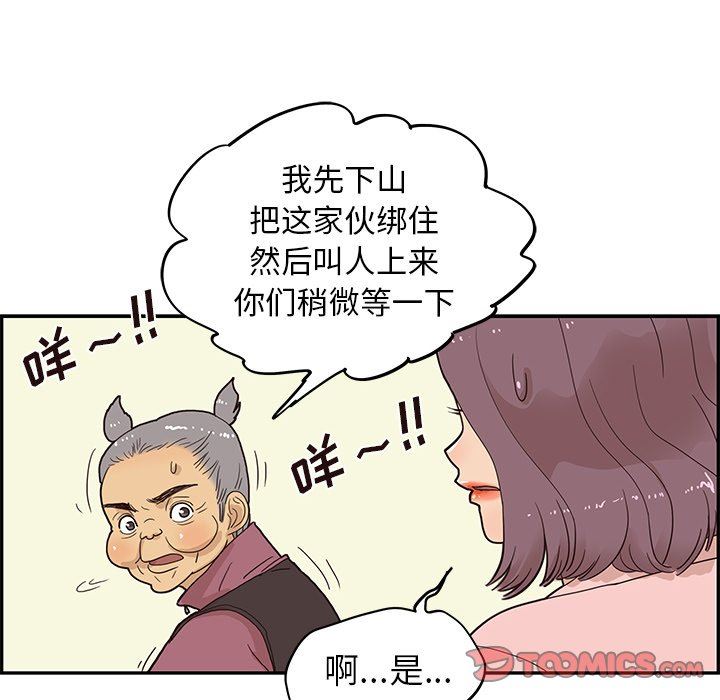 我先下山
把这家伙绑住
然后叫人上来
你们稍微等一下
咩～!!
咩～!!
啊...是...
TOOMICS.COM